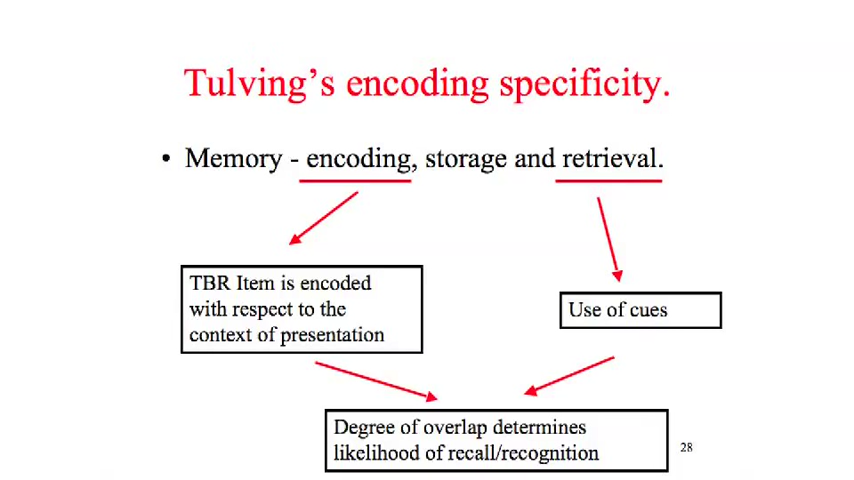 Tulving's encoding specificity.
• Memory - encoding, storage and retrieval.
TBR Item is encoded
with respect to the
context of presentation
Use of cues
Degree of overlap determines
likelihood of recall/recognition
28